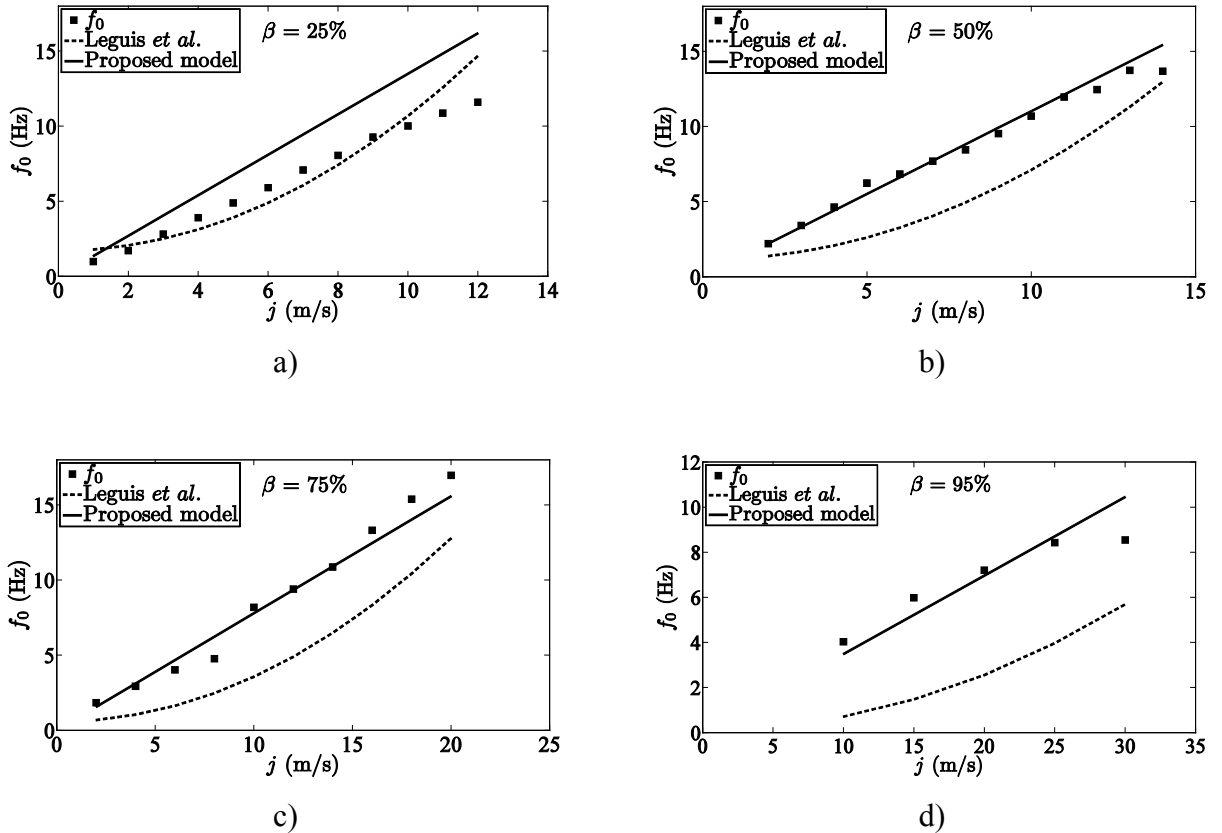 f0
Leguis et al.
Proposed model
β = 25%
15
10
5
0
f0 (Hz)
0 2 4 6 8 10 12 14
j (m/s)
a)
f0
Leguis et al.
Proposed model
β = 50%
15
10
5
0
f0 (Hz)
0 5 10 15
j (m/s)
b)
f0
Leguis et al.
Proposed model
β = 75%
15
10
5
0
f0 (Hz)
0 5 10 15 20 25
j (m/s)
c)
f0
Leguis et al.
Proposed model
β = 95%
12
10
8
6
4
2
0
f0 (Hz)
0 5 10 15 20 25 30 35
j (m/s)
d)